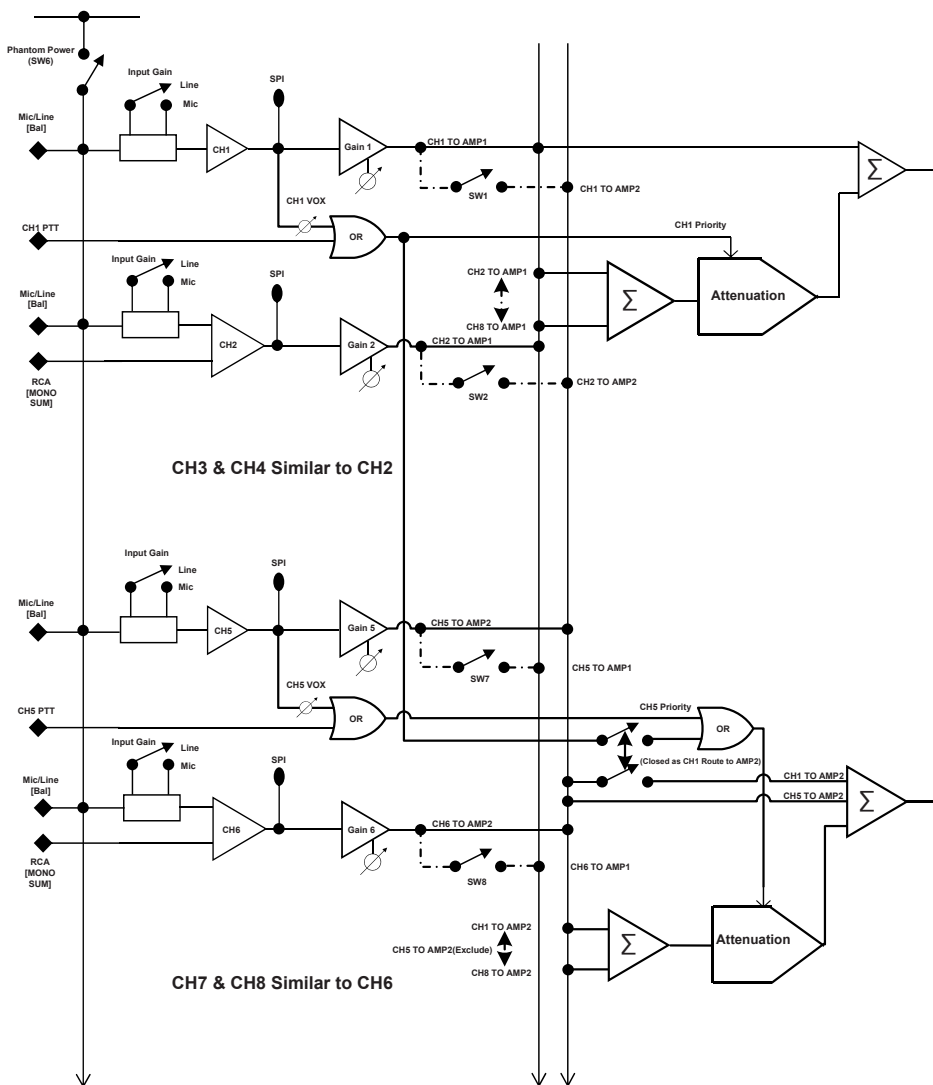 Phantom Power
(SW6)
Input Gain
Line
Mic
SPI
Mic/Line
[Bal]
CH1
Gain 1
CH1 TO AMP1
Σ
SW1
CH1 TO AMP2
CH1 VOX
CH1 PTT
OR
CH1 Priority
Input Gain
Line
Mic
SPI
CH2 TO AMP1
Σ
Attenuation
CH8 TO AMP1
Mic/Line
[Bal]
CH2
Gain 2
CH2 TO AMP1
SW2
CH2 TO AMP2
RCA
[MONO
SUM]
CH3 & CH4 Similar to CH2
Input Gain
Line
Mic
SPI
Mic/Line
[Bal]
CH5
Gain 5
CH5 TO AMP2
SW7
CH5 TO AMP1
CH5 VOX
CH5 PTT
OR
CH5 Priority
OR
(Closed as CH1 Route to AMP2)
Input Gain
Line
Mic
SPI
CH1 TO AMP2
CH5 TO AMP2
Σ
Mic/Line
[Bal]
CH6
Gain 6
CH6 TO AMP2
SW8
CH6 TO AMP1
RCA
[MONO
SUM]
CH1 TO AMP2
CH5 TO AMP2(Exclude)
CH8 TO AMP2
Σ
Attenuation
CH7 & CH8 Similar to CH6